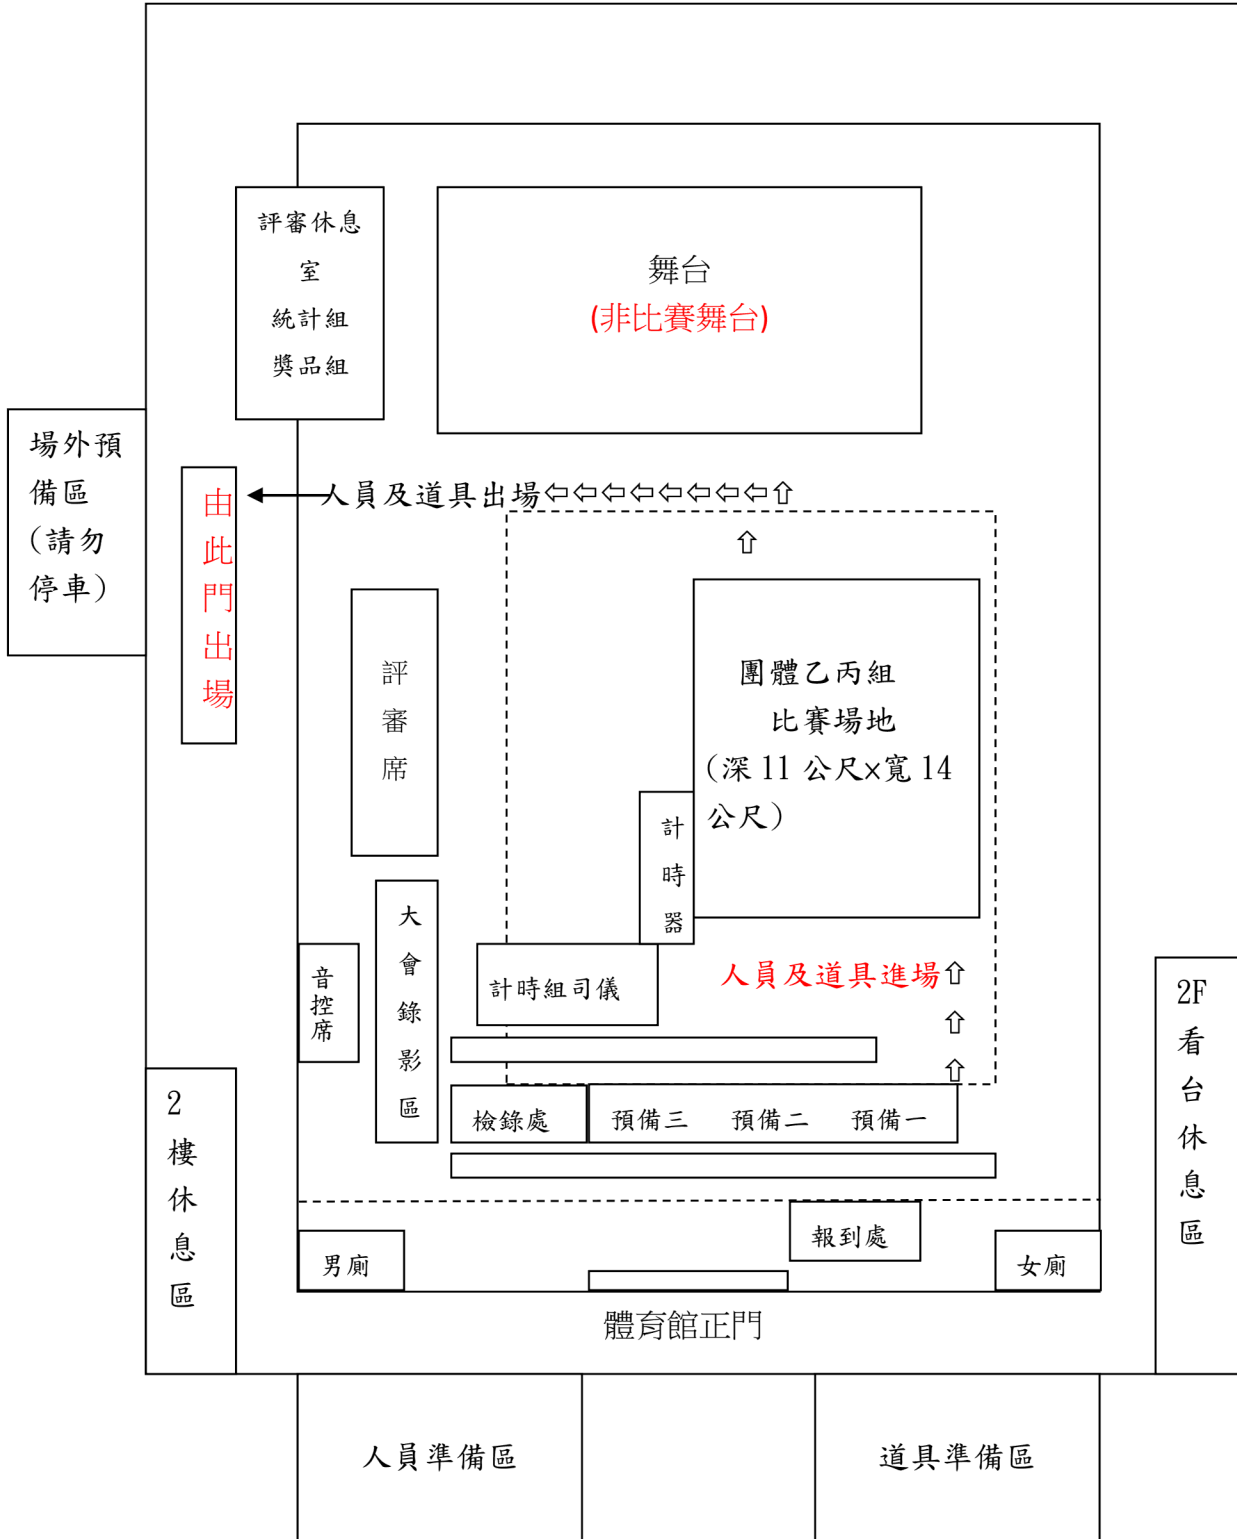 評審休息
室
統計組
獎品組
舞台
(非比賽舞台)
場外預
備區
(請勿
停車)
由此門出場
人員及道具出場⇦⇦⇦⇦⇦⇦⇦⇦⇧
⇧
評審席
團體乙丙組
比賽場地
(深 11 公尺×寬 14
公尺)
計時器
大會錄影區
音控席
計時組司儀
人員及道具進場⇧
⇧
⇧
檢錄處
預備三 預備二 預備一
2樓休息區
2F看台休息區
報到處
男廁
女廁
體育館正門
人員準備區
道具準備區